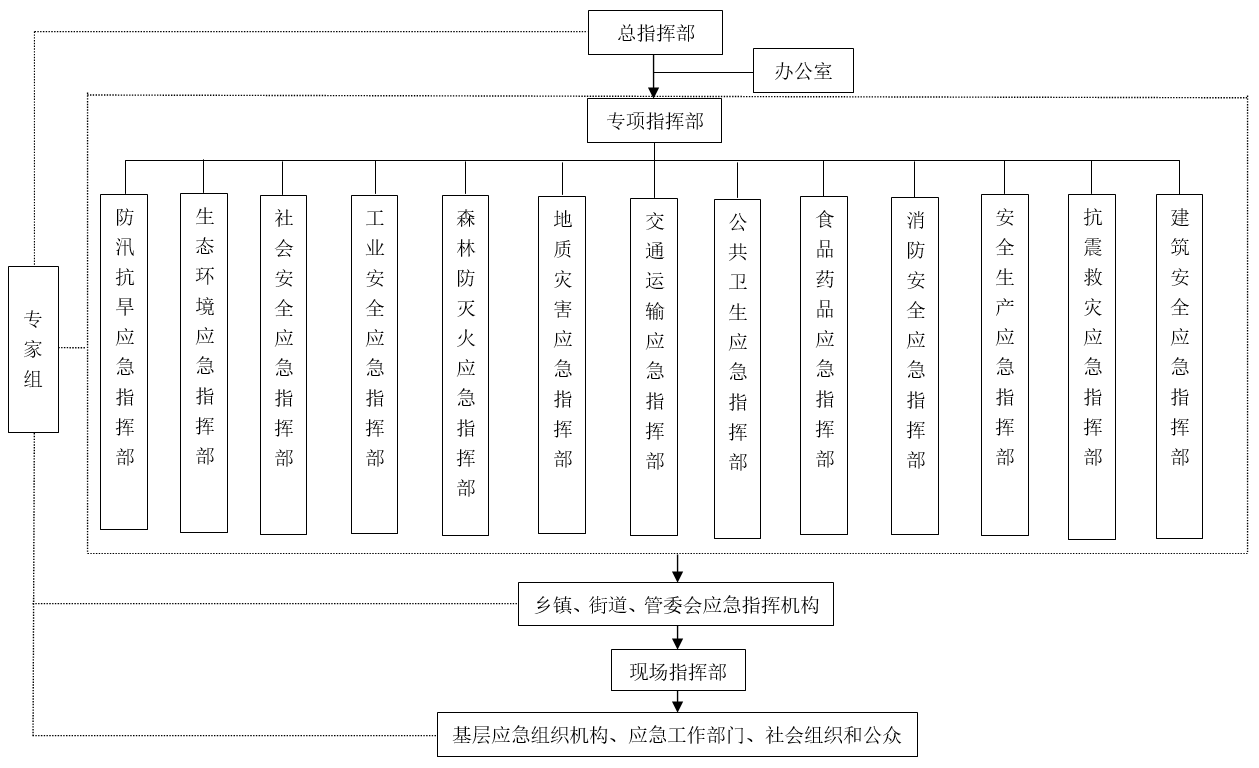 总指挥部
办公室
专项指挥部
专家组
防汛抗旱应急指挥部
生态环境应急指挥部
社会安全应急指挥部
工业安全应急指挥部
森林防灭火应急指挥部
地质灾害应急指挥部
交通运输应急指挥部
公共卫生应急指挥部
食品药品应急指挥部
消防安全应急指挥部
安全生产应急指挥部
抗震救灾应急指挥部
建筑安全应急指挥部
乡镇、街道、管委会应急指挥机构
现场指挥部
基层应急组织机构、应急工作部门、社会组织和公众